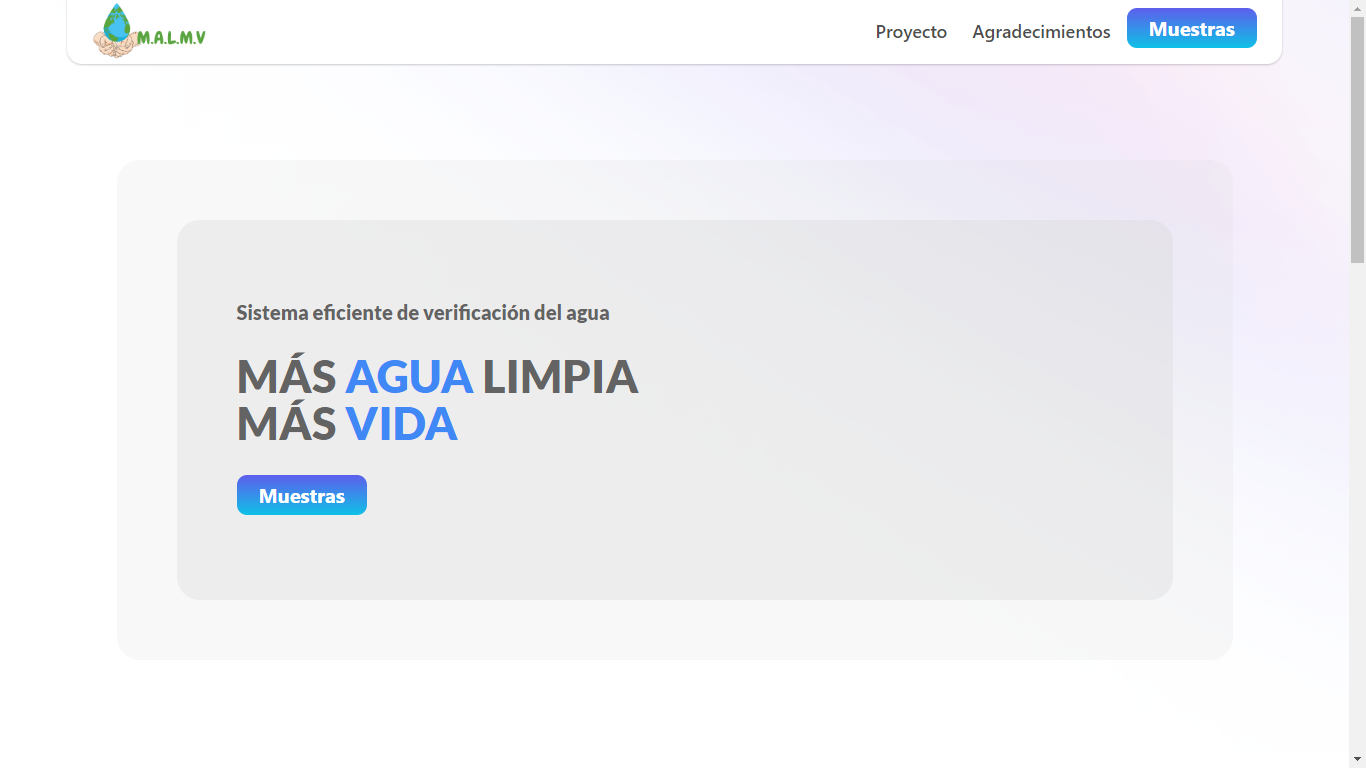 M.A.L.M.V
Proyecto
Agradecimientos
Muestras
Sistema eficiente de verificación del agua
MÁS AGUA LIMPIA
MÁS VIDA
Muestras